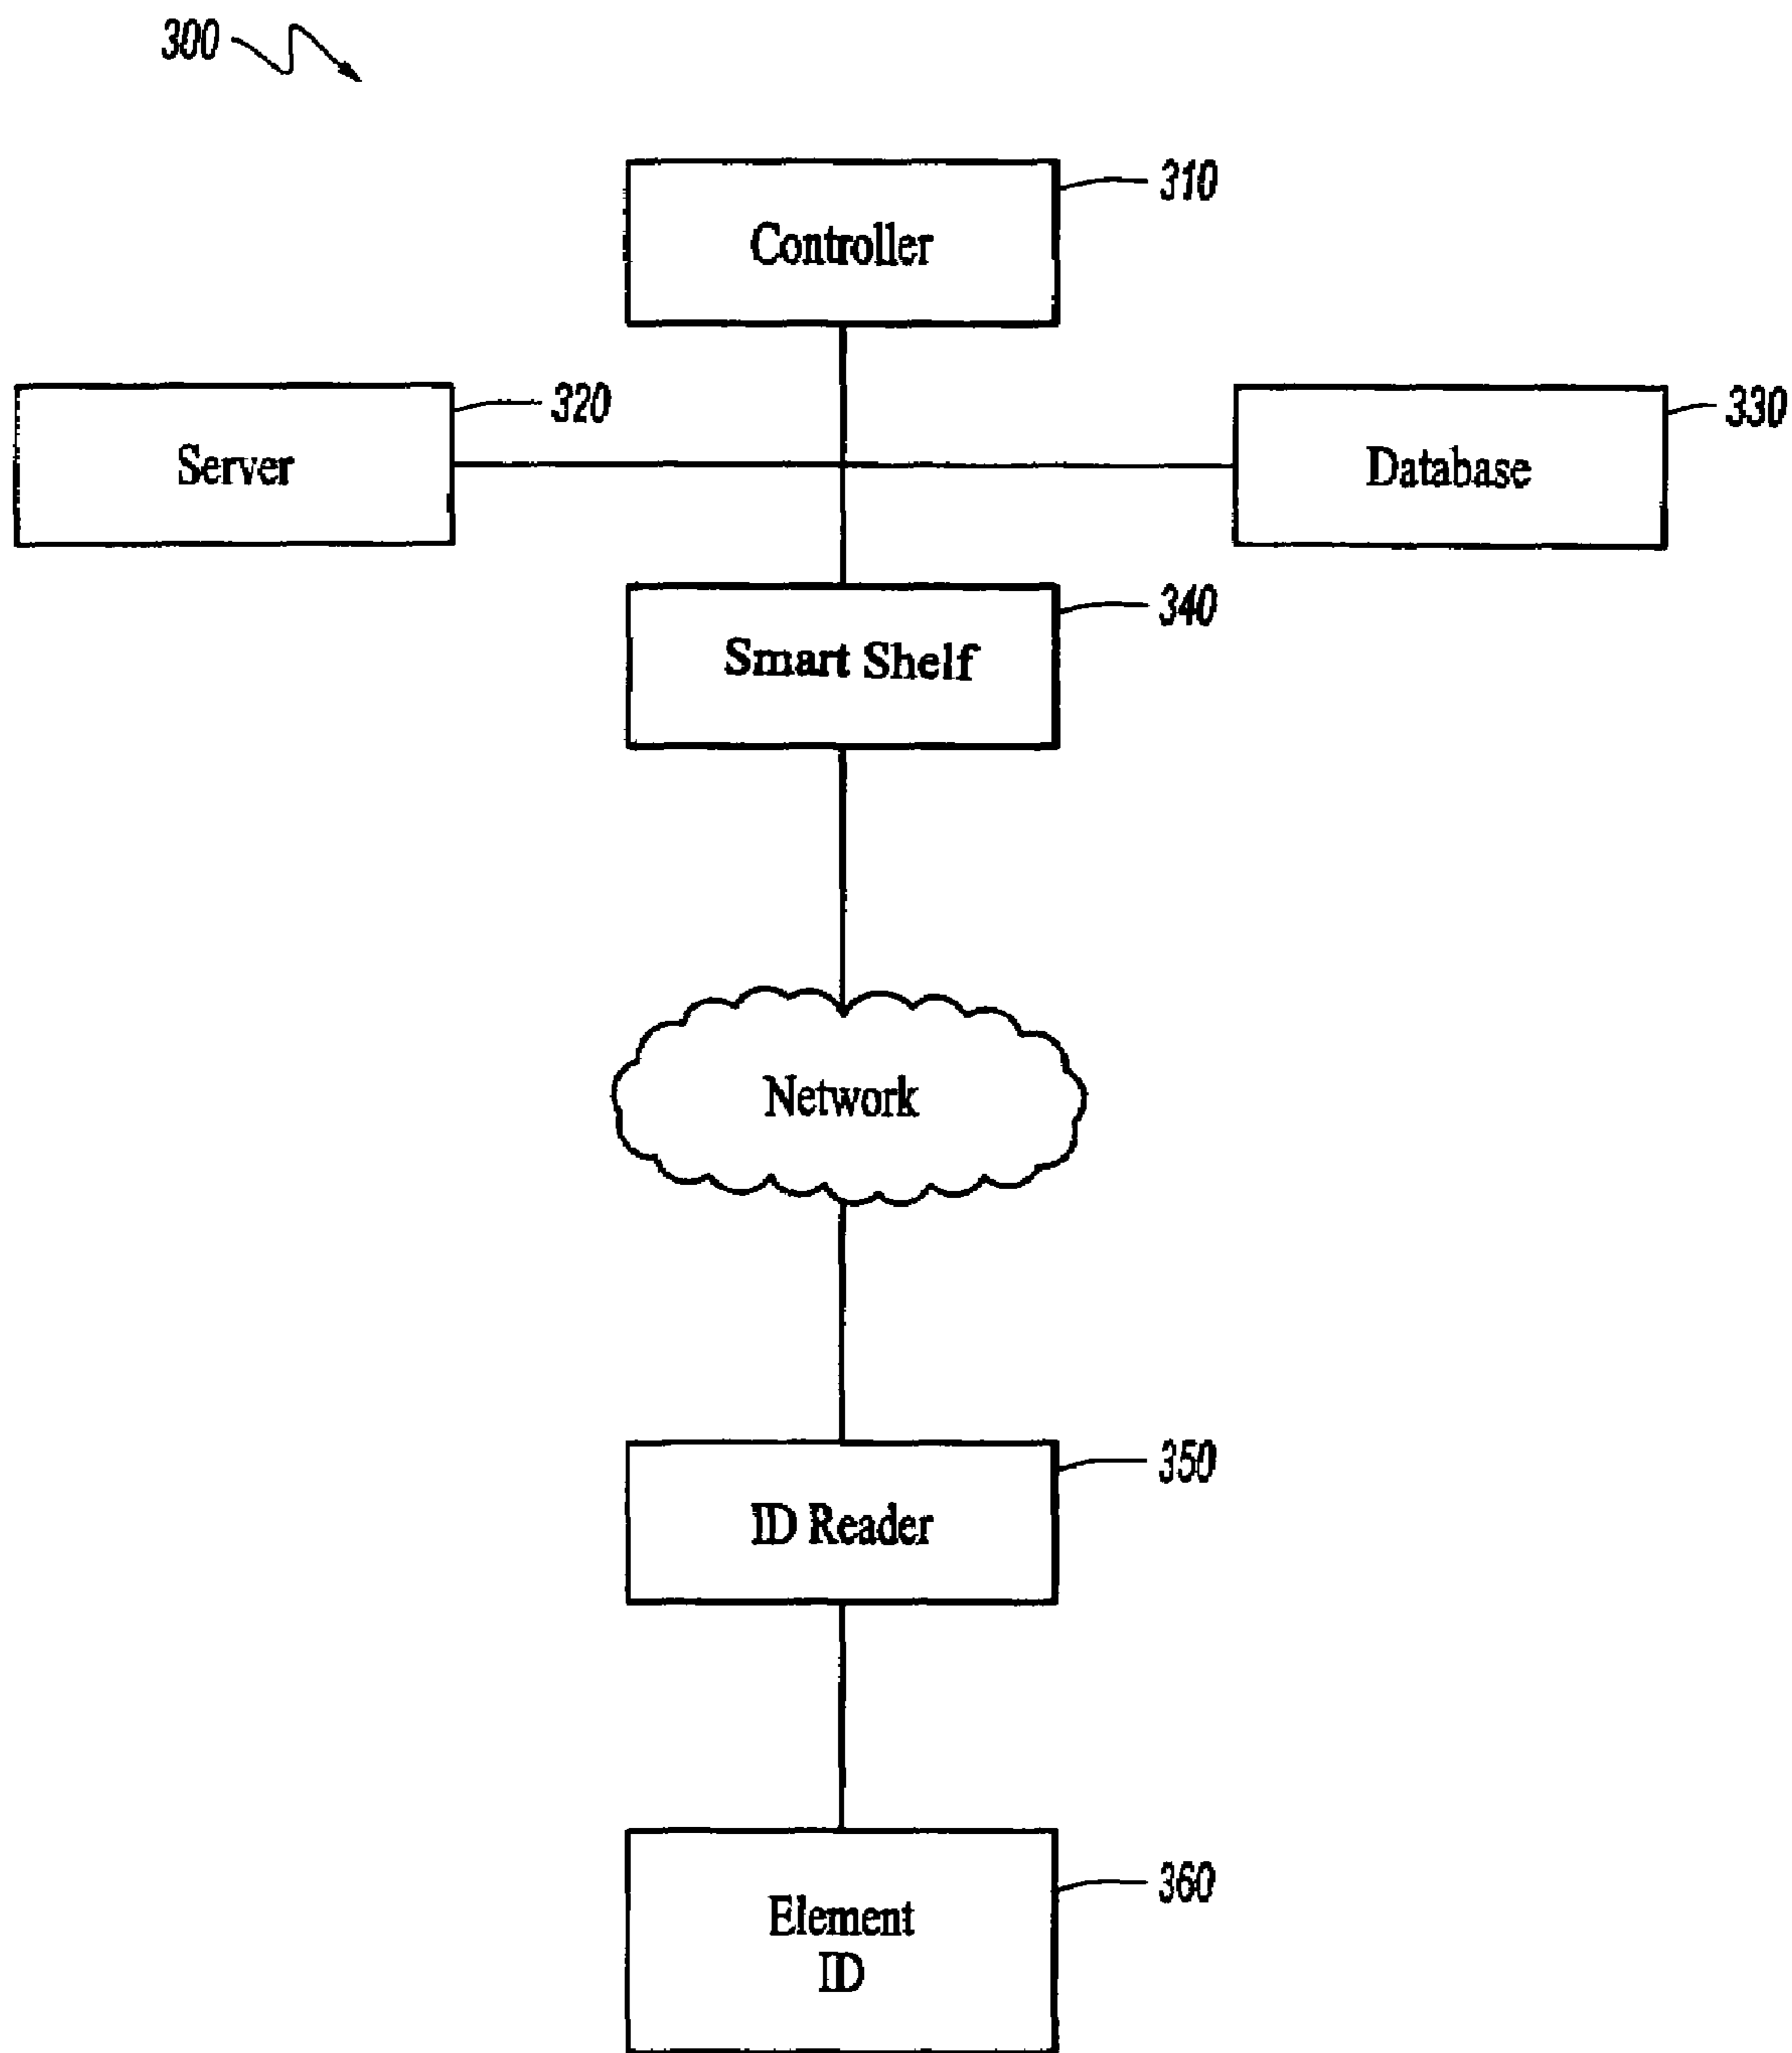 300
310
Controller
320
330
Server
Database
340
Smart Shelf
Network
350
ID Reader
360
Element
ID